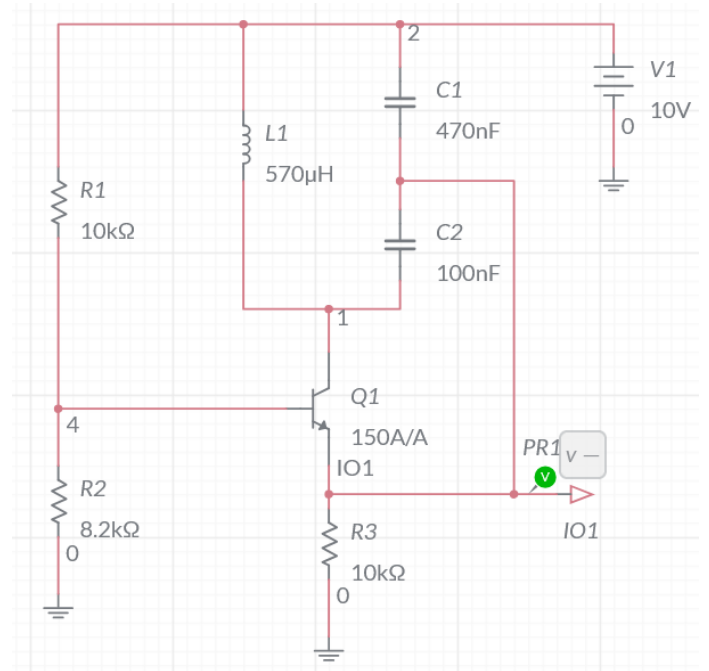 2
V1
10V
0
C1
470nF
L1
570µH
R1
10kΩ
C2
100nF
1
Q1
150A/A
4
IO1
PR1
V
v —
R2
8.2kΩ
0
R3
10kΩ
0
IO1